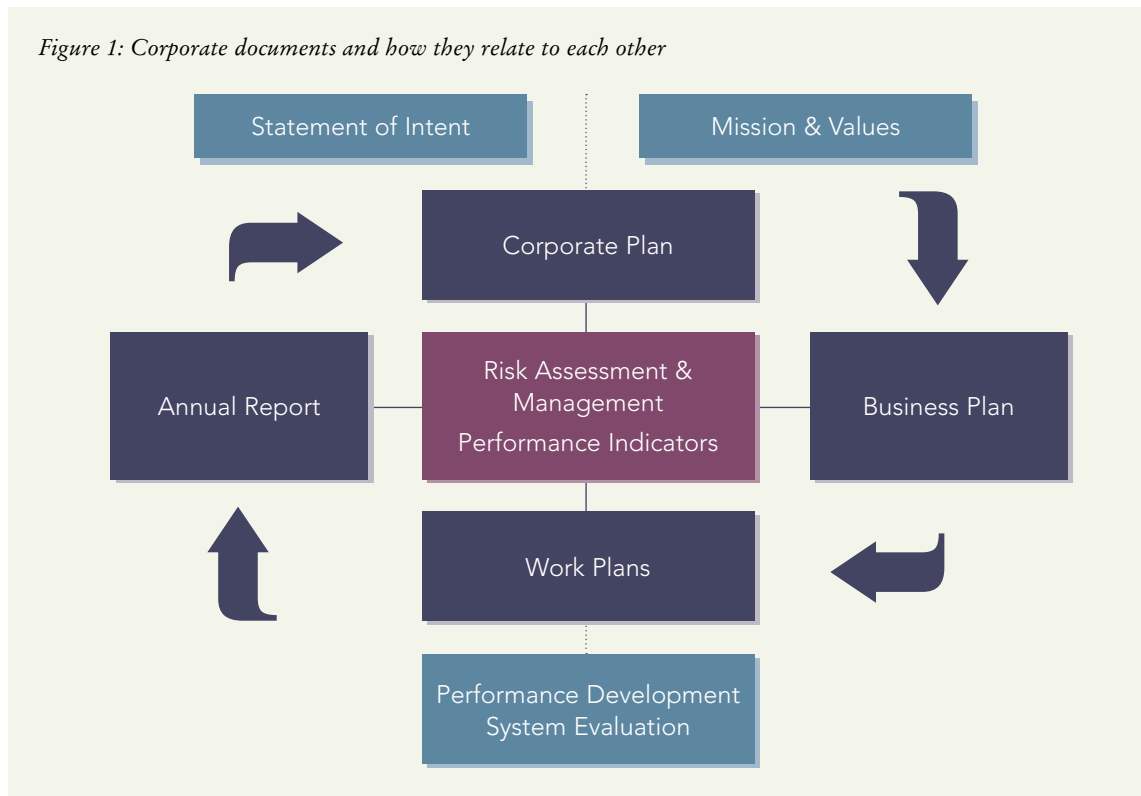 Figure 1: Corporate documents and how they relate to each other
Statement of Intent
Mission & Values
Corporate Plan
Annual Report
Risk Assessment &
Management
Performance Indicators
Business Plan
Work Plans
Performance Development
System Evaluation